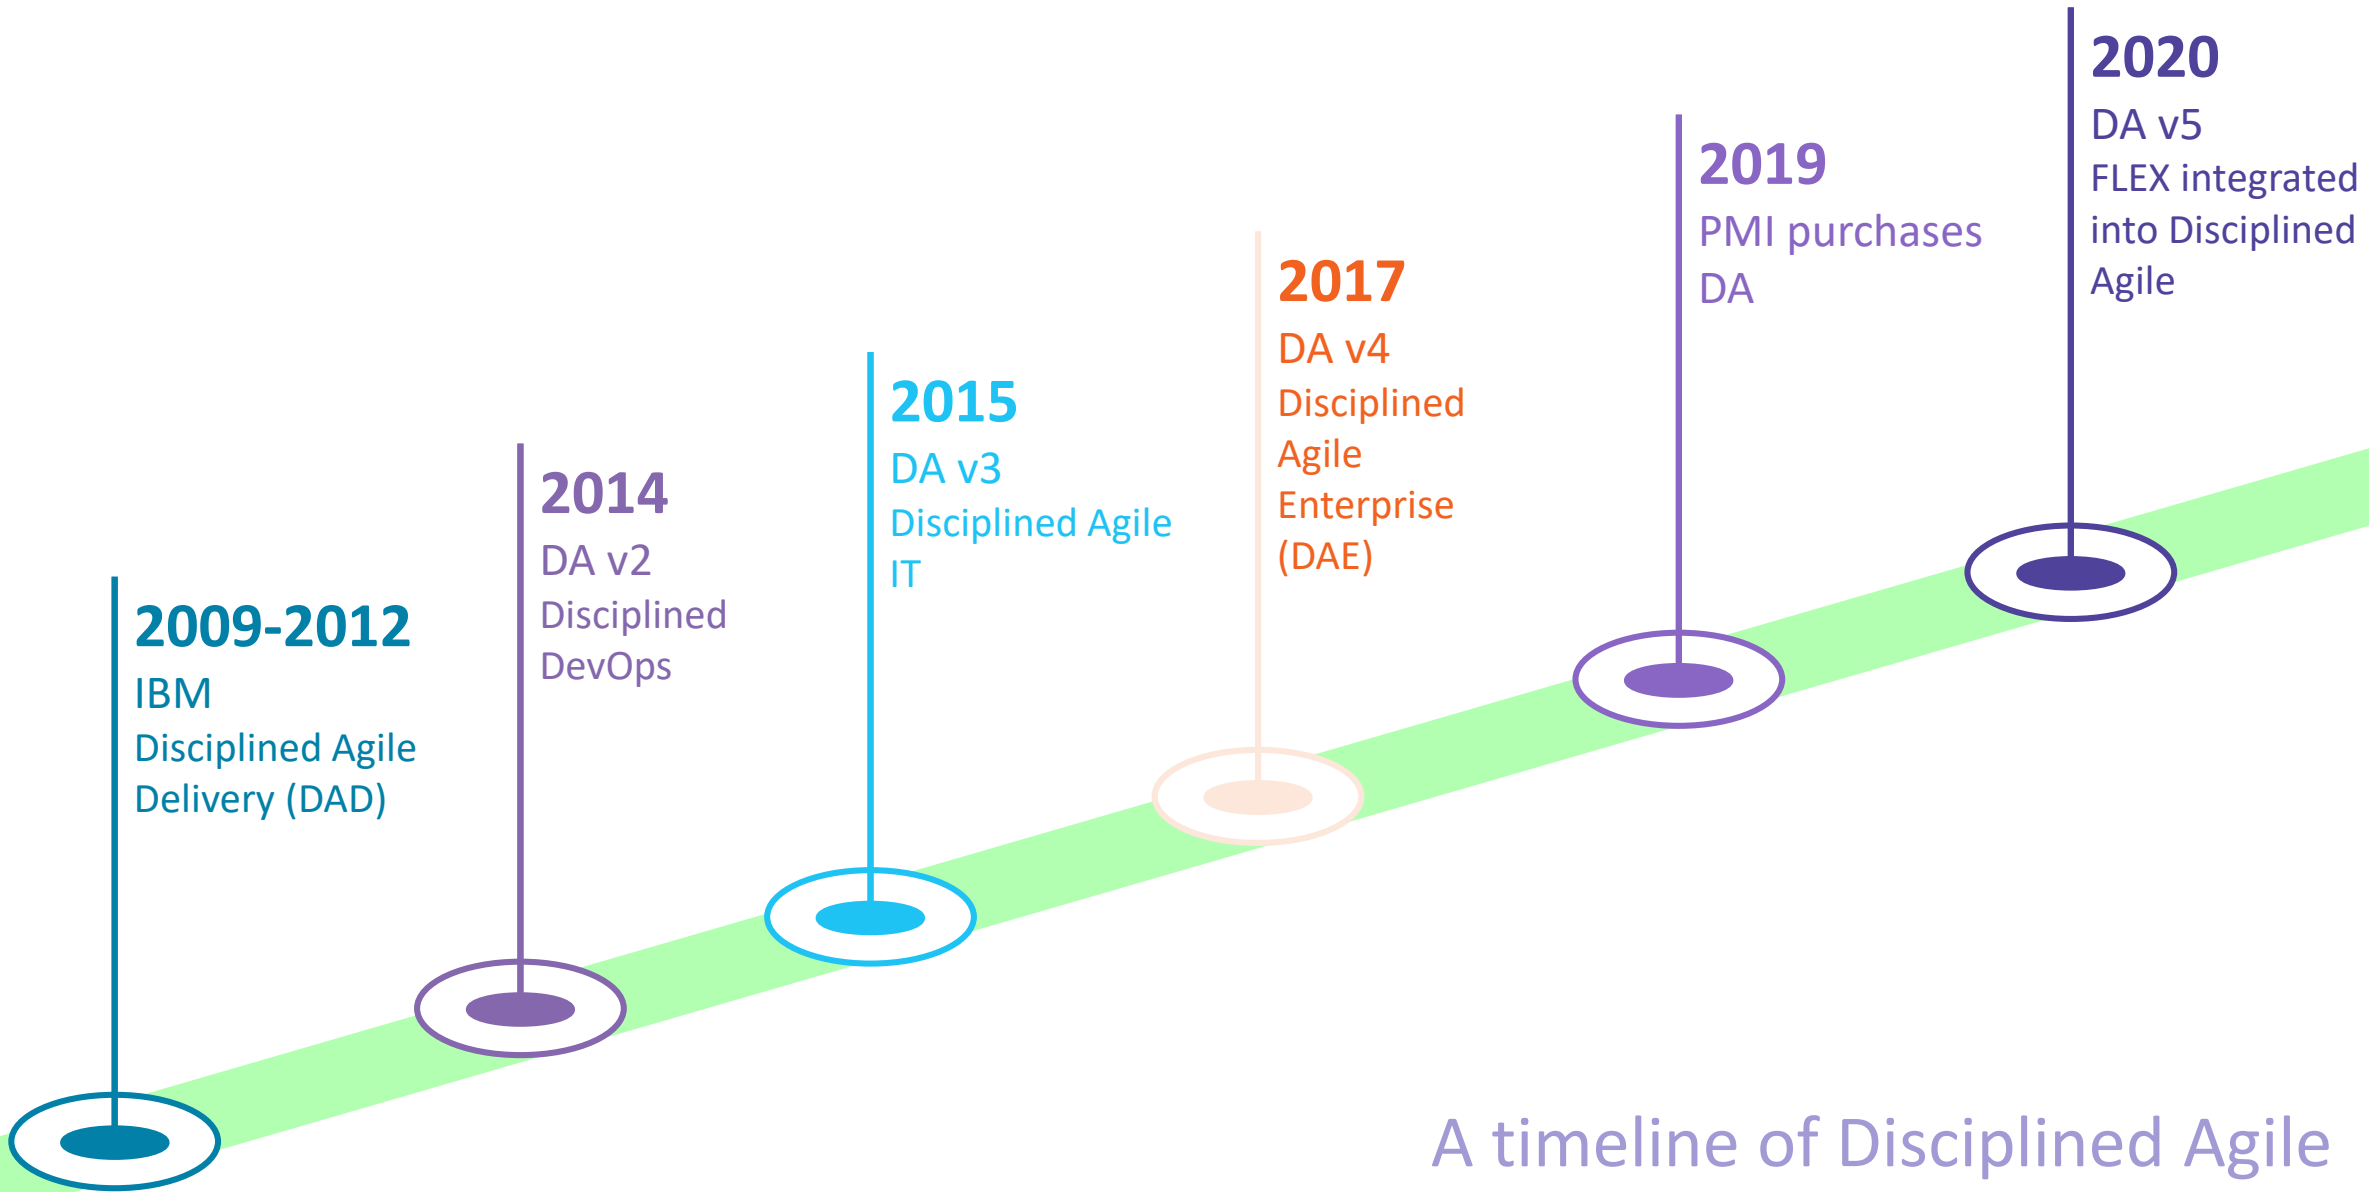 2009-2012
IBM
Disciplined Agile
Delivery (DAD)
2014
DA v2
Disciplined
DevOps
2015
DA v3
Disciplined Agile
IT
2017
DA v4
Disciplined
Agile
Enterprise
(DAE)
2019
PMI purchases
DA
2020
DA v5
FLEX integrated
into Disciplined
Agile
A timeline of Disciplined Agile